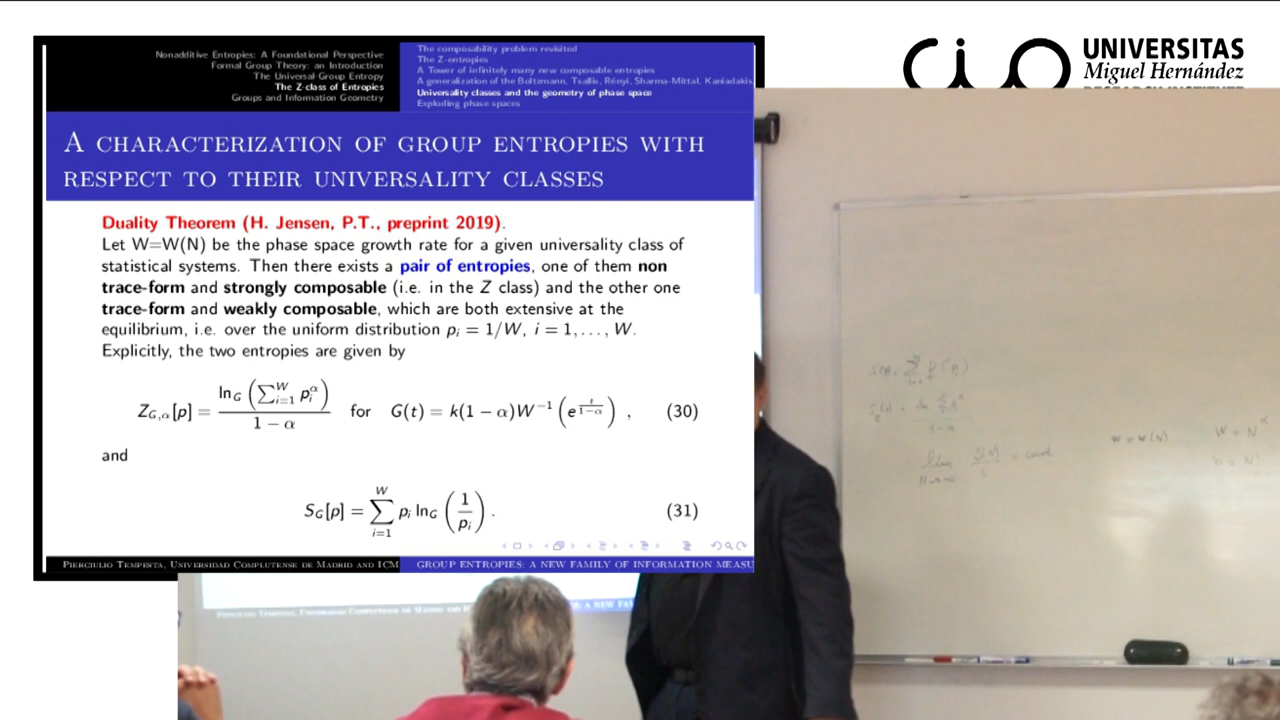 Nonadditive Entropies: A Foundational Perspective
Formal Group Theory: an Introduction
The Universal Group Entropy
The Z-class of Entropies
Groups and Information Geometry
The composability problem revisited
The Z-entropies
A Tower of infinitely many new composable entropies
A generalization of the Boltzmann, Tsallis, Rényi, Sharma-Mittal, Kaniadakis,
Universality classes and the geometry of phase space
Exploding phase spaces
UNIVERSITAS
Miguel Hernández
A CHARACTERIZATION OF GROUP ENTROPIES WITH
RESPECT TO THEIR UNIVERSALITY CLASSES
Duality Theorem (H. Jensen, P.T., preprint 2019).
Let W=W(N) be the phase space growth rate for a given universality class of
statistical systems. Then there exists a pair of entropies, one of them non
trace-form and strongly composable (i.e. in the Z class) and the other one
trace-form and weakly composable, which are both extensive at the
equilibrium, i.e. over the uniform distribution p_i = 1/W, i = 1, . . . , W.
Explicitly, the two entropies are given by
Z_{G,α}[p] = ln_G (∑_{i=1}^{W} p_i^α) / (1 − α) for G(t) = k(1 − α)W^{−1} (e^{t/(1−α)}) , (30)
and
S_G[p] = ∑_{i=1}^{W} p_i ln_G (1/p_i) . (31)
PIERGIULIO TEMPESTA, UNIVERSIDAD COMPLUTENSE DE MADRID AND ICM
GROUP ENTROPIES: A NEW FAMILY OF INFORMATION MEASU
W = W(N)